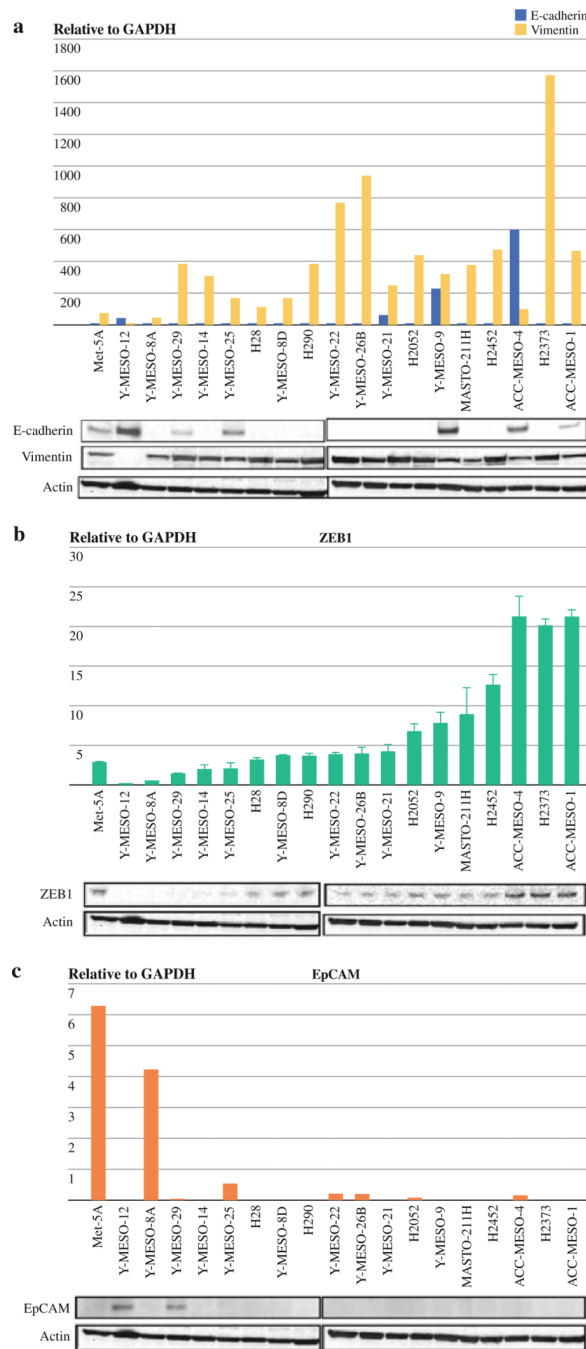 a
Relative to GAPDH
E-cadherin
Vimentin
1800
1600
1400
1200
1000
800
600
400
200
Met-5A
Y-MESO-12
Y-MESO-8A
Y-MESO-29
Y-MESO-14
Y-MESO-25
H28
Y-MESO-8D
H290
Y-MESO-22
Y-MESO-26B
Y-MESO-21
H2052
Y-MESO-9
MASTO-211H
H2452
ACC-MESO-4
H2373
ACC-MESO-1
E-cadherin
Vimentin
Actin
b
Relative to GAPDH
ZEB1
30
25
20
15
10
5
Met-5A
Y-MESO-12
Y-MESO-8A
Y-MESO-29
Y-MESO-14
Y-MESO-25
H28
Y-MESO-8D
H290
Y-MESO-22
Y-MESO-26B
Y-MESO-21
H2052
Y-MESO-9
MASTO-211H
H2452
ACC-MESO-4
H2373
ACC-MESO-1
ZEB1
Actin
c
Relative to GAPDH
EpCAM
7
6
5
4
3
2
1
Met-5A
Y-MESO-12
Y-MESO-8A
Y-MESO-29
Y-MESO-14
Y-MESO-25
H28
Y-MESO-8D
H290
Y-MESO-22
Y-MESO-26B
Y-MESO-21
H2052
Y-MESO-9
MASTO-211H
H2452
ACC-MESO-4
H2373
ACC-MESO-1
EpCAM
Actin